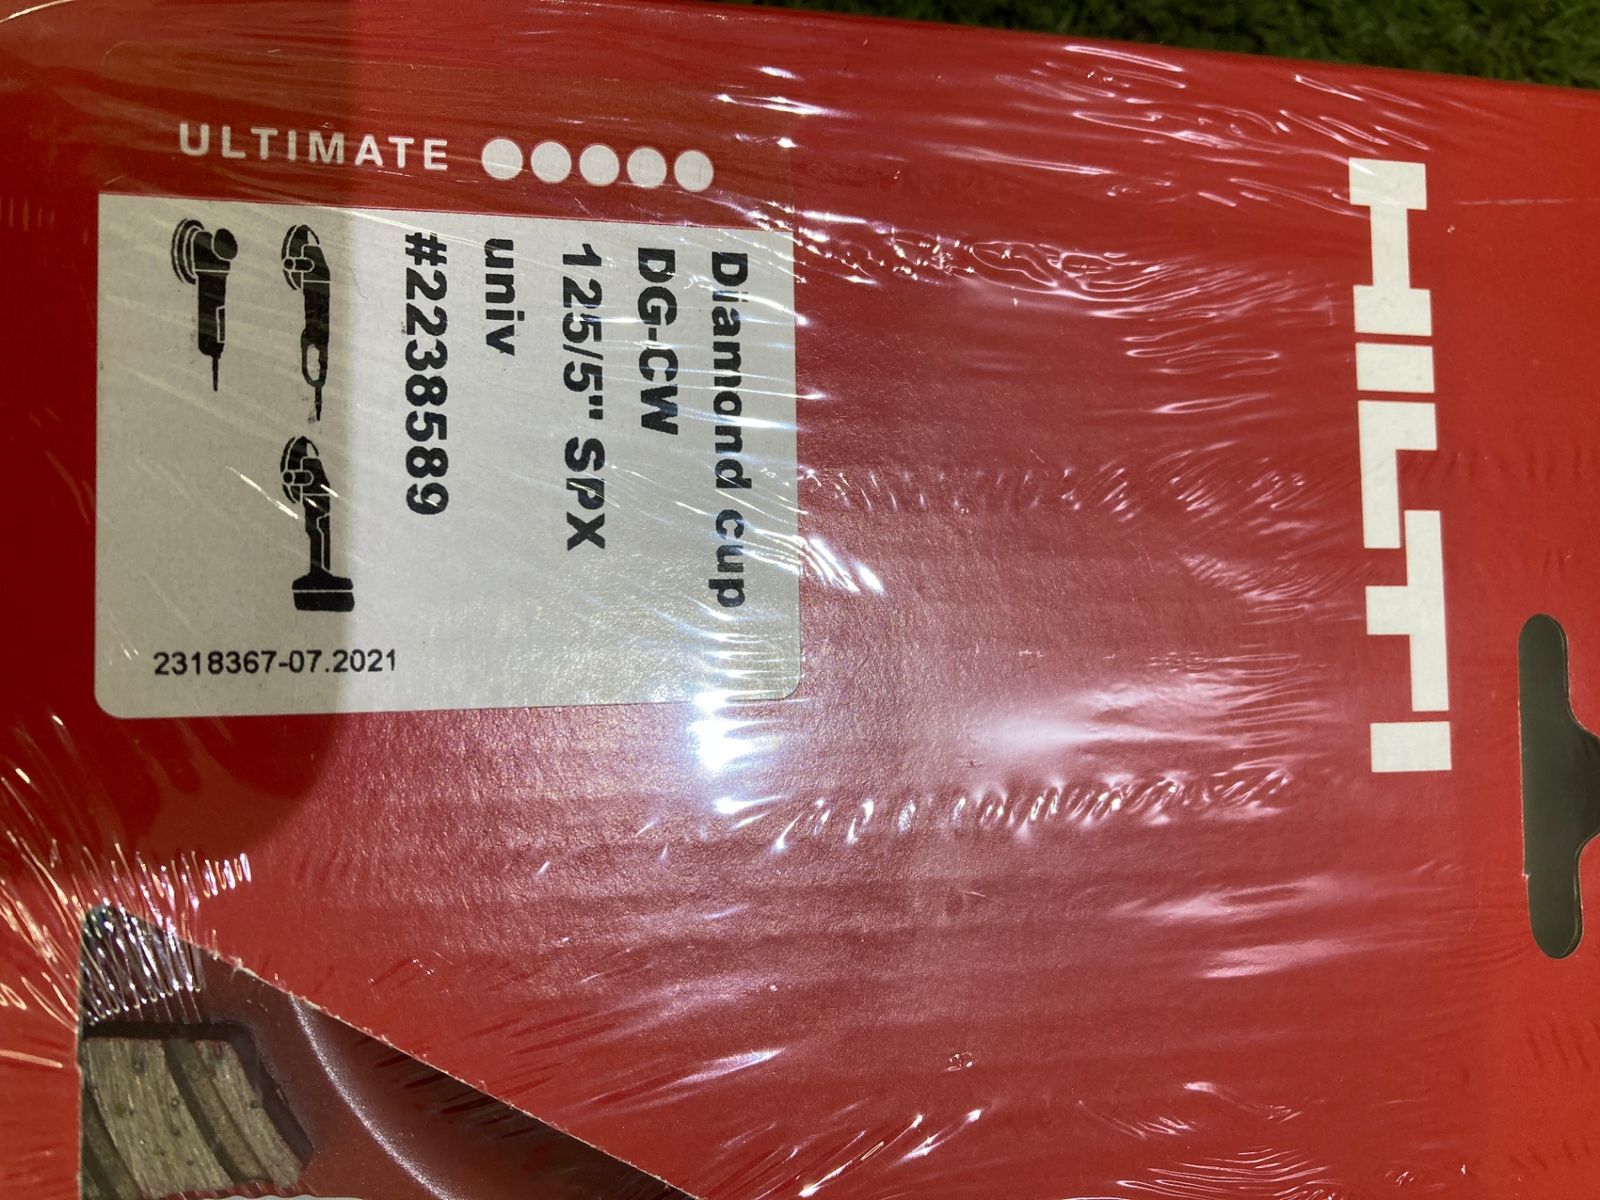 HILTI
ULTIMATE
Diamond cup
DG-CW
125/5" SPX
univ
#2238589
2318367-07.2021